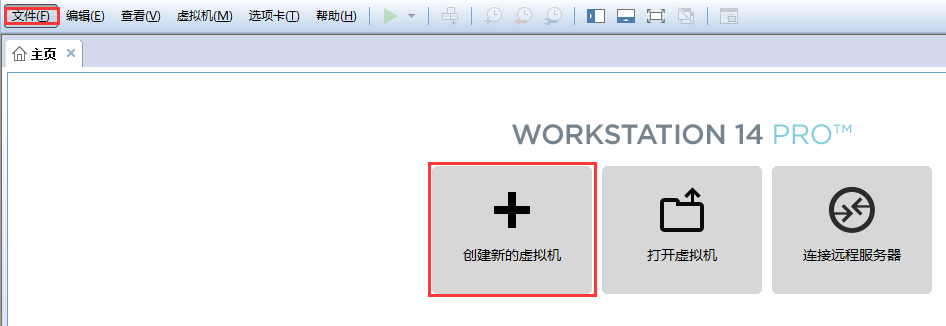 文件(F) 编辑(E) 查看(V) 虚拟机(M) 选项卡(T) 帮助(H)
主页
WORKSTATION 14 PRO™
创建新的虚拟机 打开虚拟机 连接远程服务器